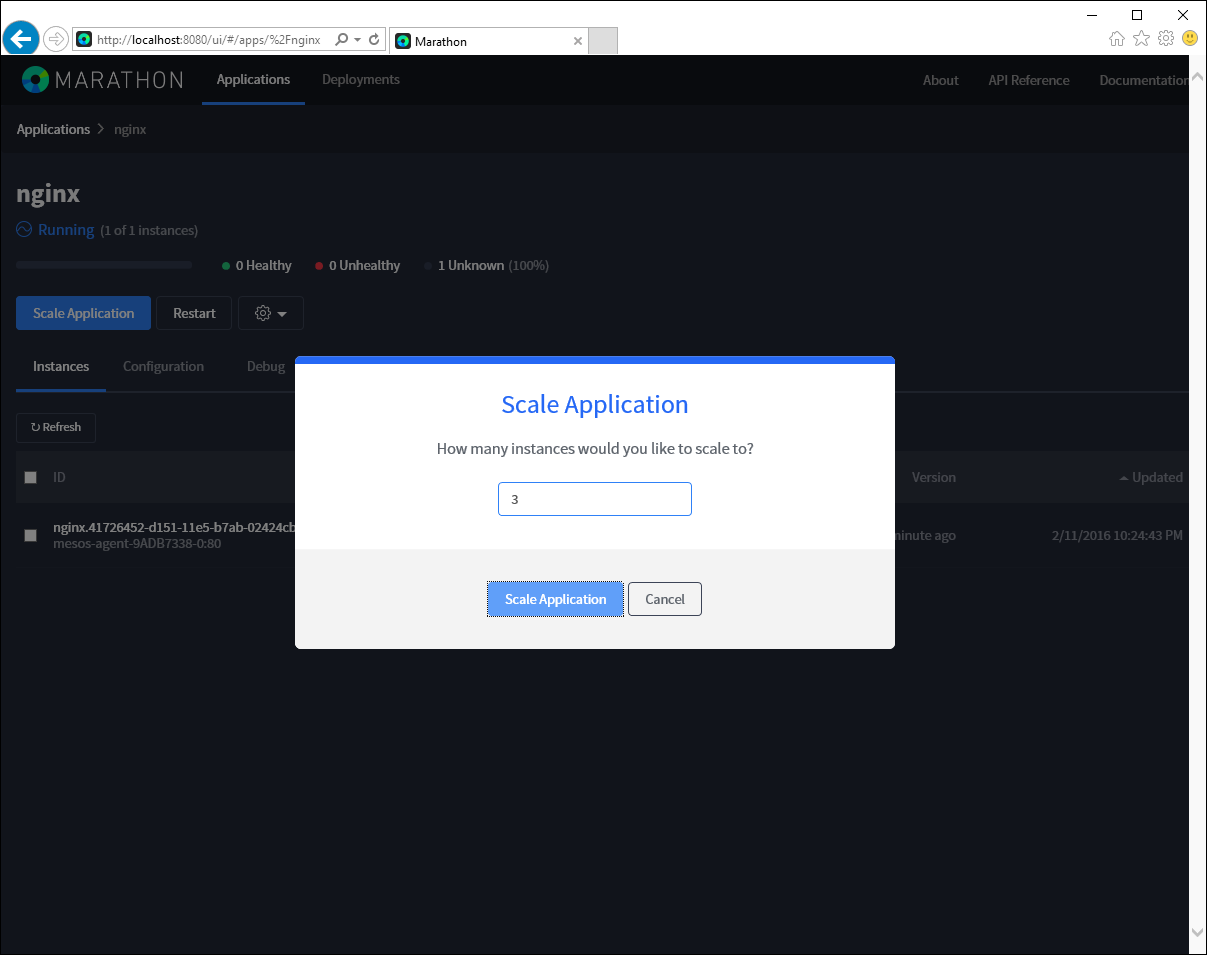 http://localhost:8080/ui/#/apps/%2Fnginx
Marathon
MARATHON
Applications
Deployments
About
API Reference
Documentation
Applications
nginx
nginx
Running (1 of 1 instances)
0 Healthy
0 Unhealthy
1 Unknown (100%)
Scale Application
Restart
Instances
Configuration
Debug
Refresh
ID
Version
Updated
nginx.41726452-d151-11e5-b7ab-02424cb
mesos-agent-9ADB7338-0:80
minute ago
2/11/2016 10:24:43 PM
Scale Application
How many instances would you like to scale to?
3
Scale Application
Cancel